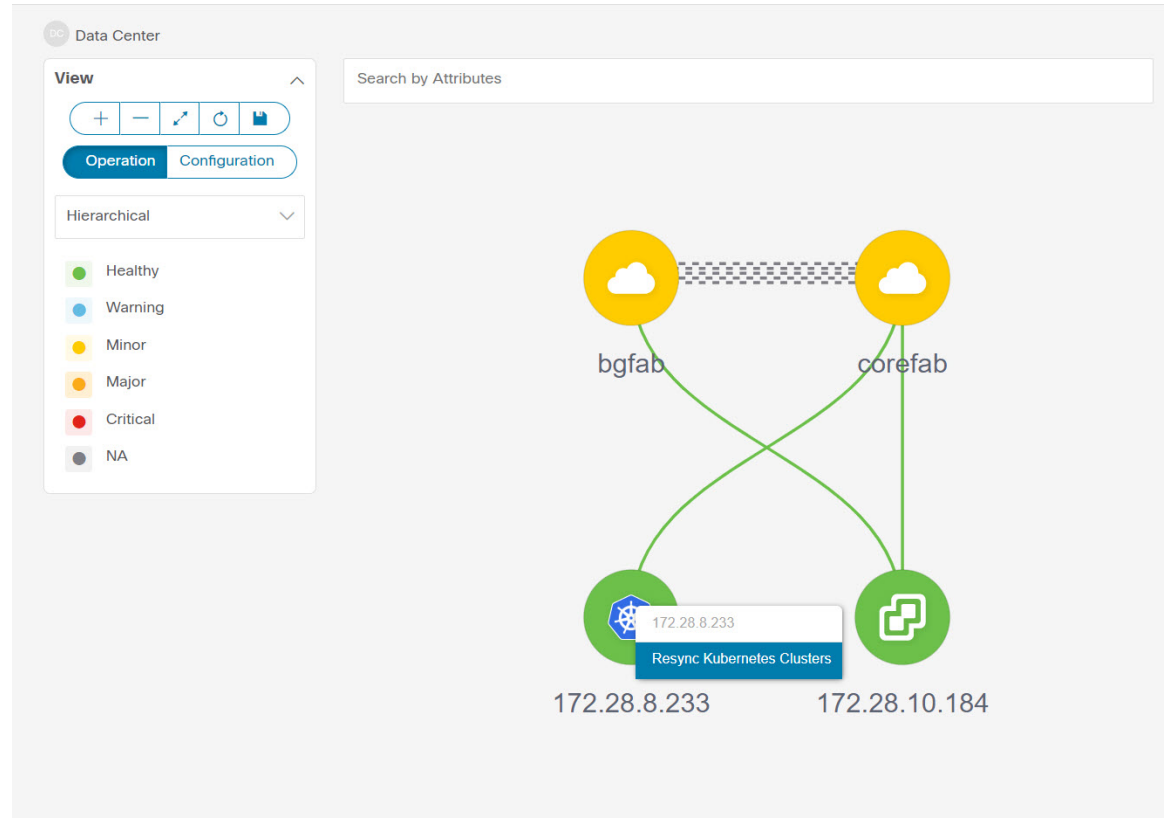 DC Data Center
View
Search by Attributes
Operation Configuration
Hierarchical
Healthy
Warning
Minor
Major
Critical
NA
bgfab corefab
172.28.8.233
Resync Kubernetes Clusters
172.28.8.233 172.28.10.184